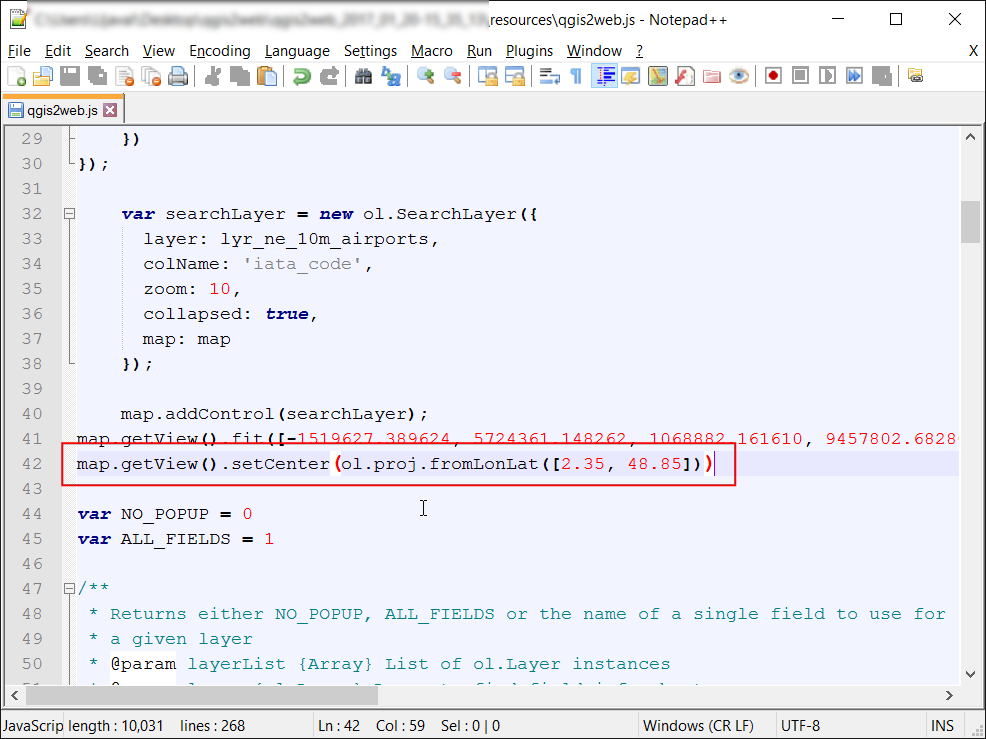 resources\qgis2web.js - Notepad++
File Edit Search View Encoding Language Settings Macro Run Plugins Window ? X
qgis2web.js
29 })
30 });
31
32 var searchLayer = new ol.SearchLayer({
33 layer: lyr_ne_10m_airports,
34 colName: 'iata_code',
35 zoom: 10,
36 collapsed: true,
37 map: map
38 });
39
40 map.addControl(searchLayer);
41 map.getView().fit([-1519627.389624, 5724361.148262, 1068882.161610, 9457802.6828
42 map.getView().setCenter(ol.proj.fromLonLat([2.35, 48.85]))
43
44 var NO_POPUP = 0
45 var ALL_FIELDS = 1
46
47 /**
48 * Returns either NO_POPUP, ALL_FIELDS or the name of a single field to use for
49 * a given layer
50 * @param layerList {Array} List of ol.Layer instances
JavaScrip length : 10,031 lines : 268 Ln : 42 Col : 59 Sel : 0 | 0 Windows (CR LF) UTF-8 INS